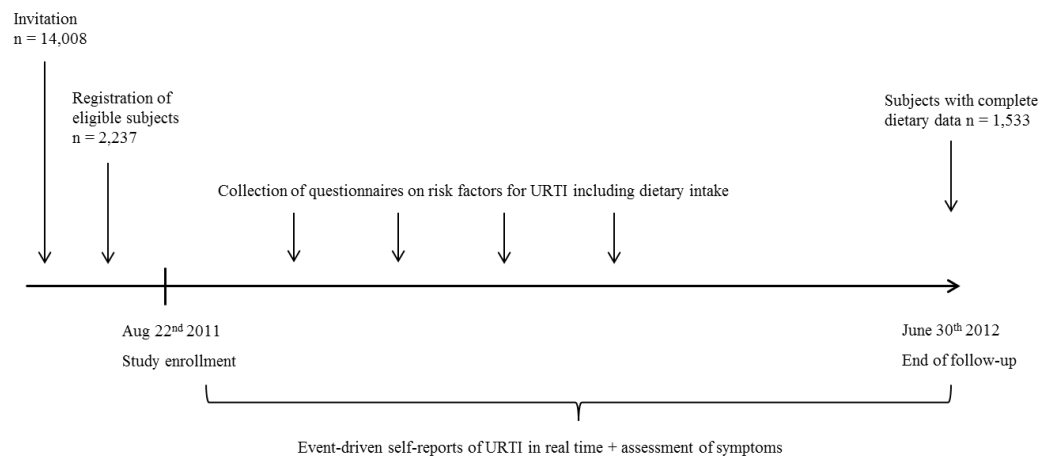 Invitation
n = 14,008
Registration of
eligible subjects
n = 2,237
Subjects with complete
dietary data n = 1,533
Collection of questionnaires on risk factors for URTI including dietary intake
Aug 22nd 2011
Study enrollment
June 30th 2012
End of follow-up
Event-driven self-reports of URTI in real time + assessment of symptoms